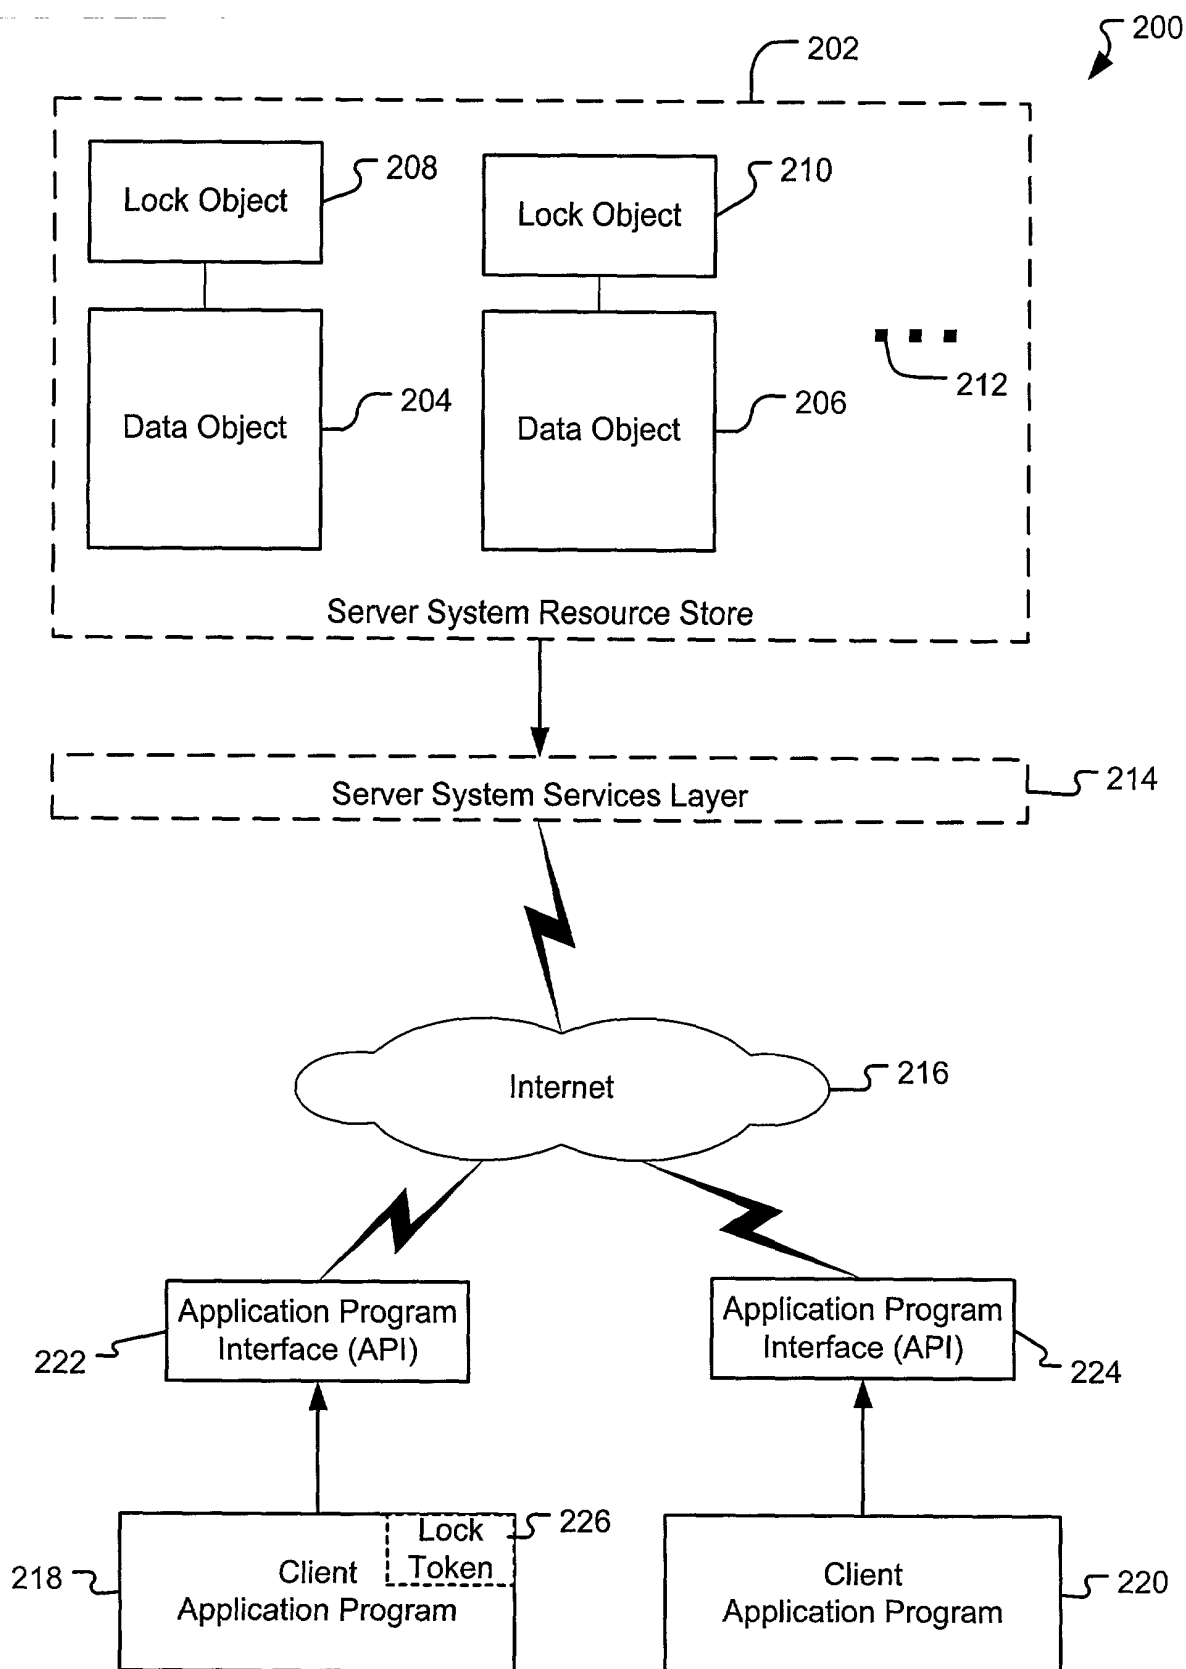 200
202
Lock Object
208
Lock Object
210
Data Object
204
Data Object
206
212
Server System Resource Store
Server System Services Layer
214
Internet
216
Application Program
Interface (API)
222
Application Program
Interface (API)
224
Lock
Token
226
Client
Application Program
218
Client
Application Program
220